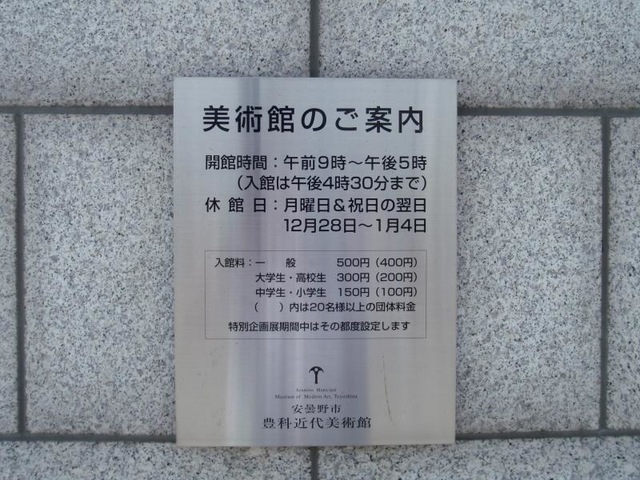 美術館のご案内
開館時間：午前9時～午後5時
（入館は午後4時30分まで）
休館日：月曜日&祝日の翌日
12月28日～1月4日
入館料：一般 500円（400円）
大学生・高校生 300円（200円）
中学生・小学生 150円（100円）
（　）内は20名様以上の団体料金
特別企画展期間中はその都度設定します
Azumino Municipal
Museum of Modern Art, Toyoshina
安曇野市
豊科近代美術館